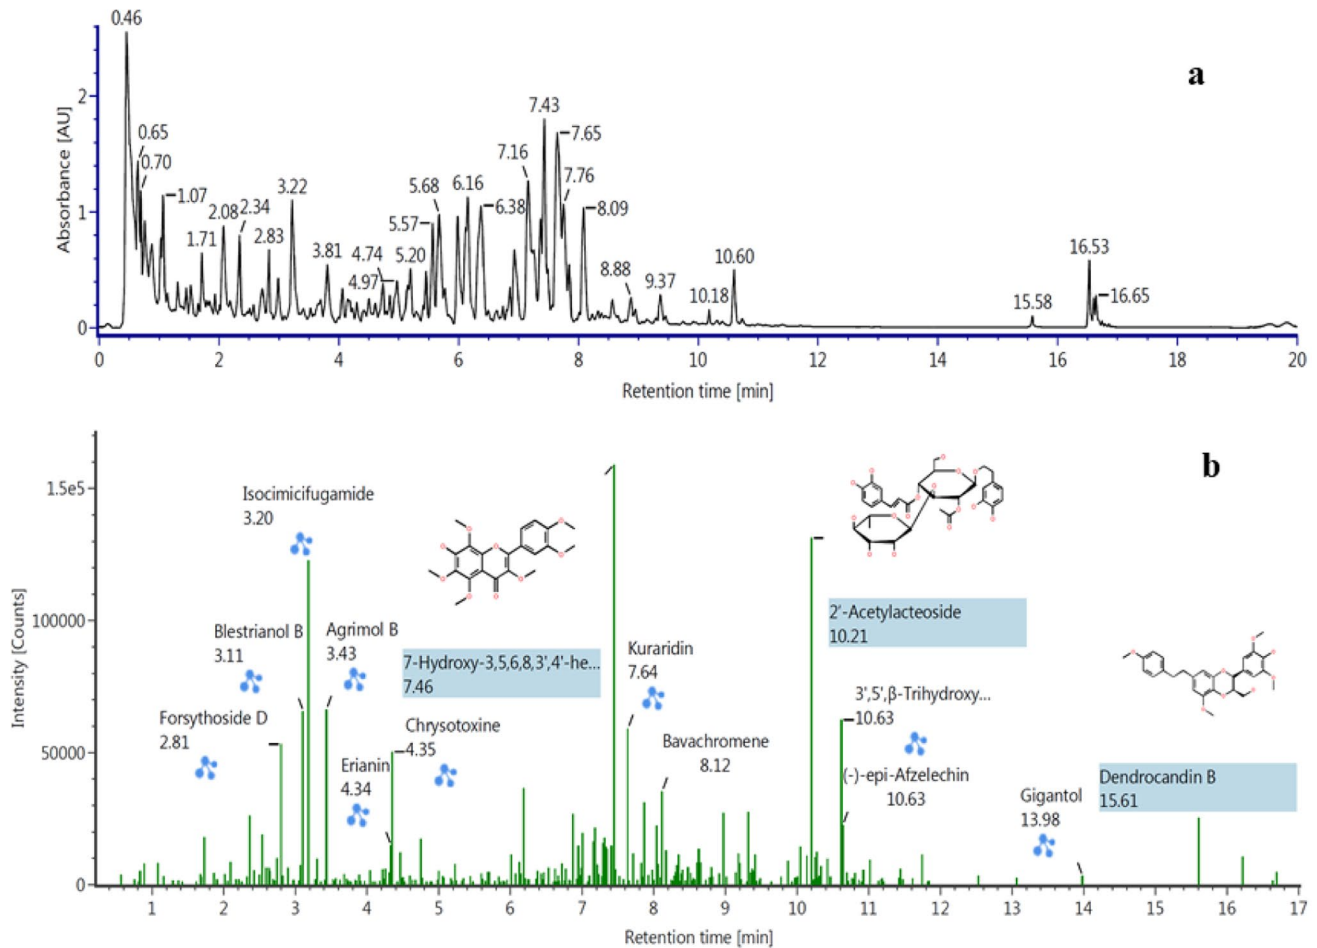 0.46
a
7.43
0.65
7.65
0.70
7.16
7.76
1.07
3.22
5.68
6.16
6.38
2.08
2.34
8.09
5.57
1.71
2.83
3.81
4.74
5.20
4.97
8.88
9.37
10.18
10.60
15.58
16.53
16.65
Absorbance [AU]
2
1
0
0 2 4 6 8 10 12 14 16 18 20
Retention time [min]
b
Intensity [Counts]
1.5e5
100000
50000
0
Isocimicifugamide
3.20
Blestrianol B
3.11
Agrimol B
3.43
Forsythoside D
2.81
7-Hydroxy-3,5,6,8,3',4'-he...
7.46
Chrysotoxine
4.35
Erianin
4.34
Kuraridin
7.64
Bavachromene
8.12
2'-Acetylacteoside
10.21
3',5',β-Trihydroxy...
10.63
(-)-epi-Afzelechin
10.63
Gigantol
13.98
Dendrocandin B
15.61
1 2 3 4 5 6 7 8 9 10 11 12 13 14 15 16 17
Retention time [min]